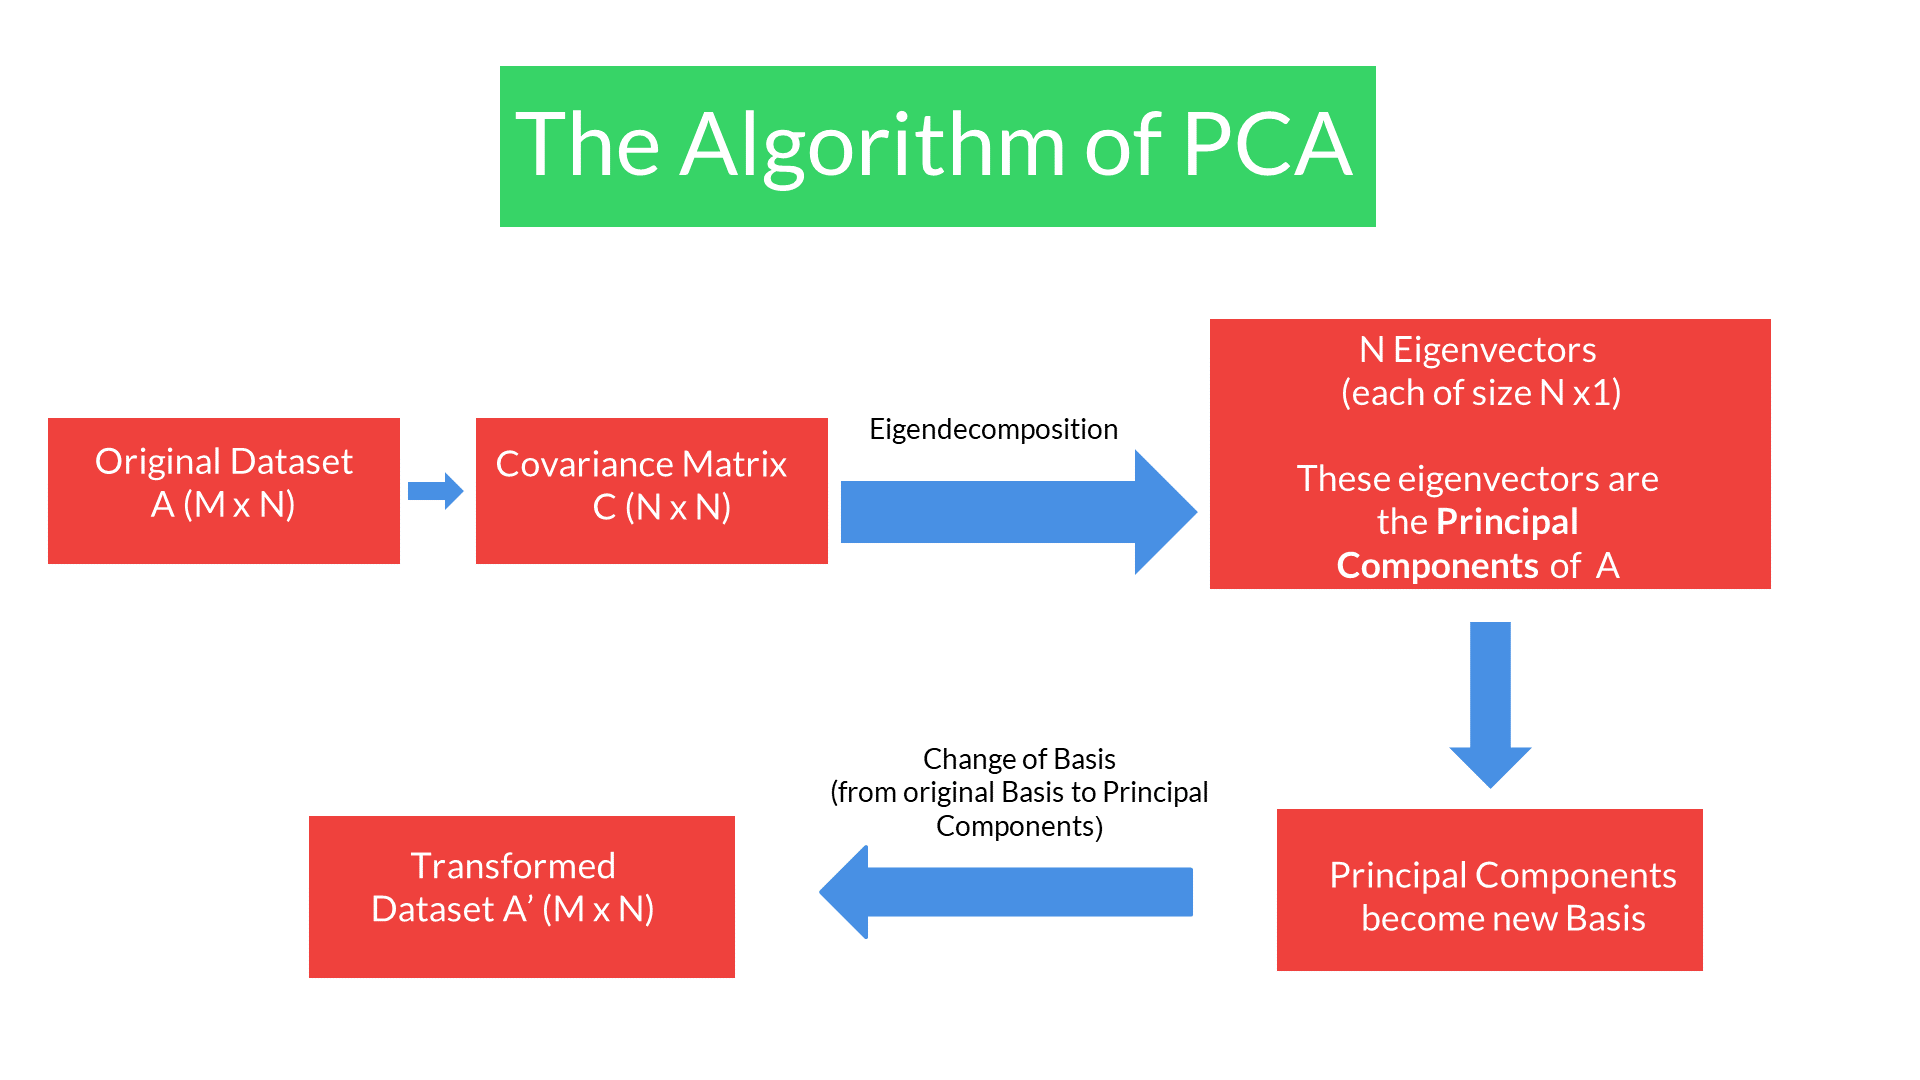 The Algorithm of PCA
Original Dataset
A (M x N)
Covariance Matrix
C (N x N)
Eigendecomposition
N Eigenvectors
(each of size N x1)
These eigenvectors are
the Principal
Components of A
Principal Components
become new Basis
Change of Basis
(from original Basis to Principal
Components)
Transformed
Dataset A’ (M x N)